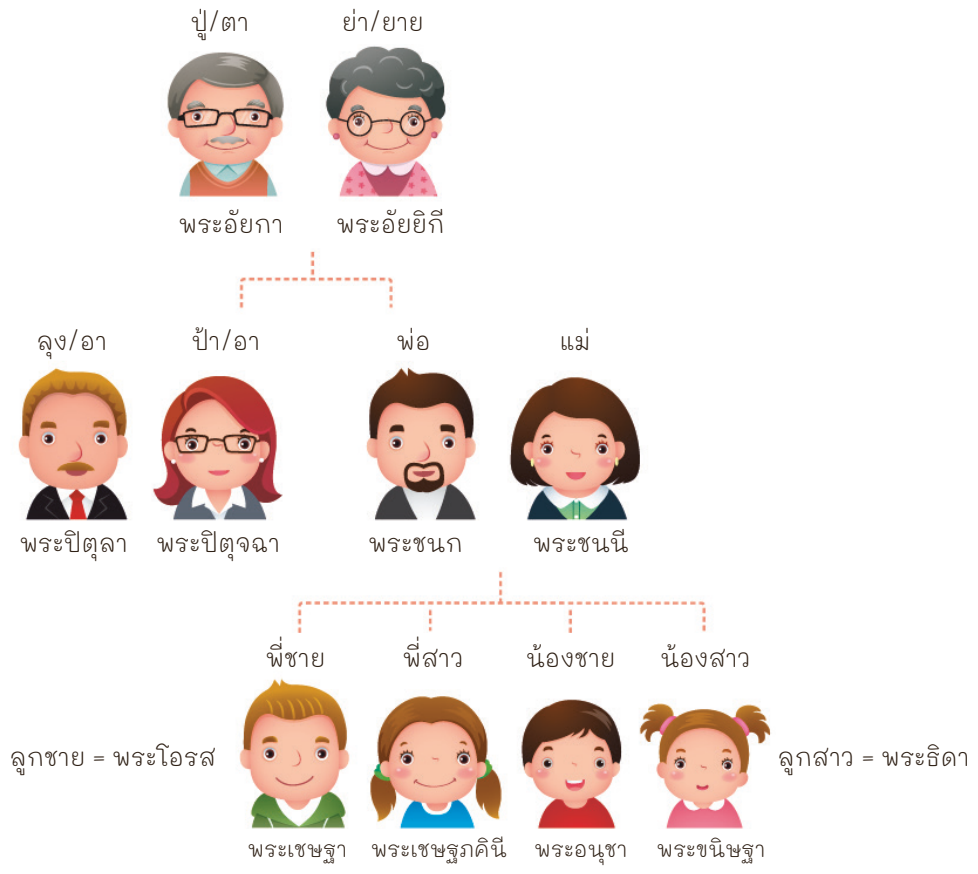 ปู่/ตา ย่า/ยาย
พระอัยกา พระอัยยิกี
ลุง/อา ป้า/อา พ่อ แม่
พระปิตุลา พระปิตุจฉา พระชนก พระชนนี
พี่ชาย พี่สาว น้องชาย น้องสาว
ลูกชาย = พระโอรส ลูกสาว = พระธิดา
พระเชษฐา พระเชษฐภคินี พระอนุชา พระขนิษฐา